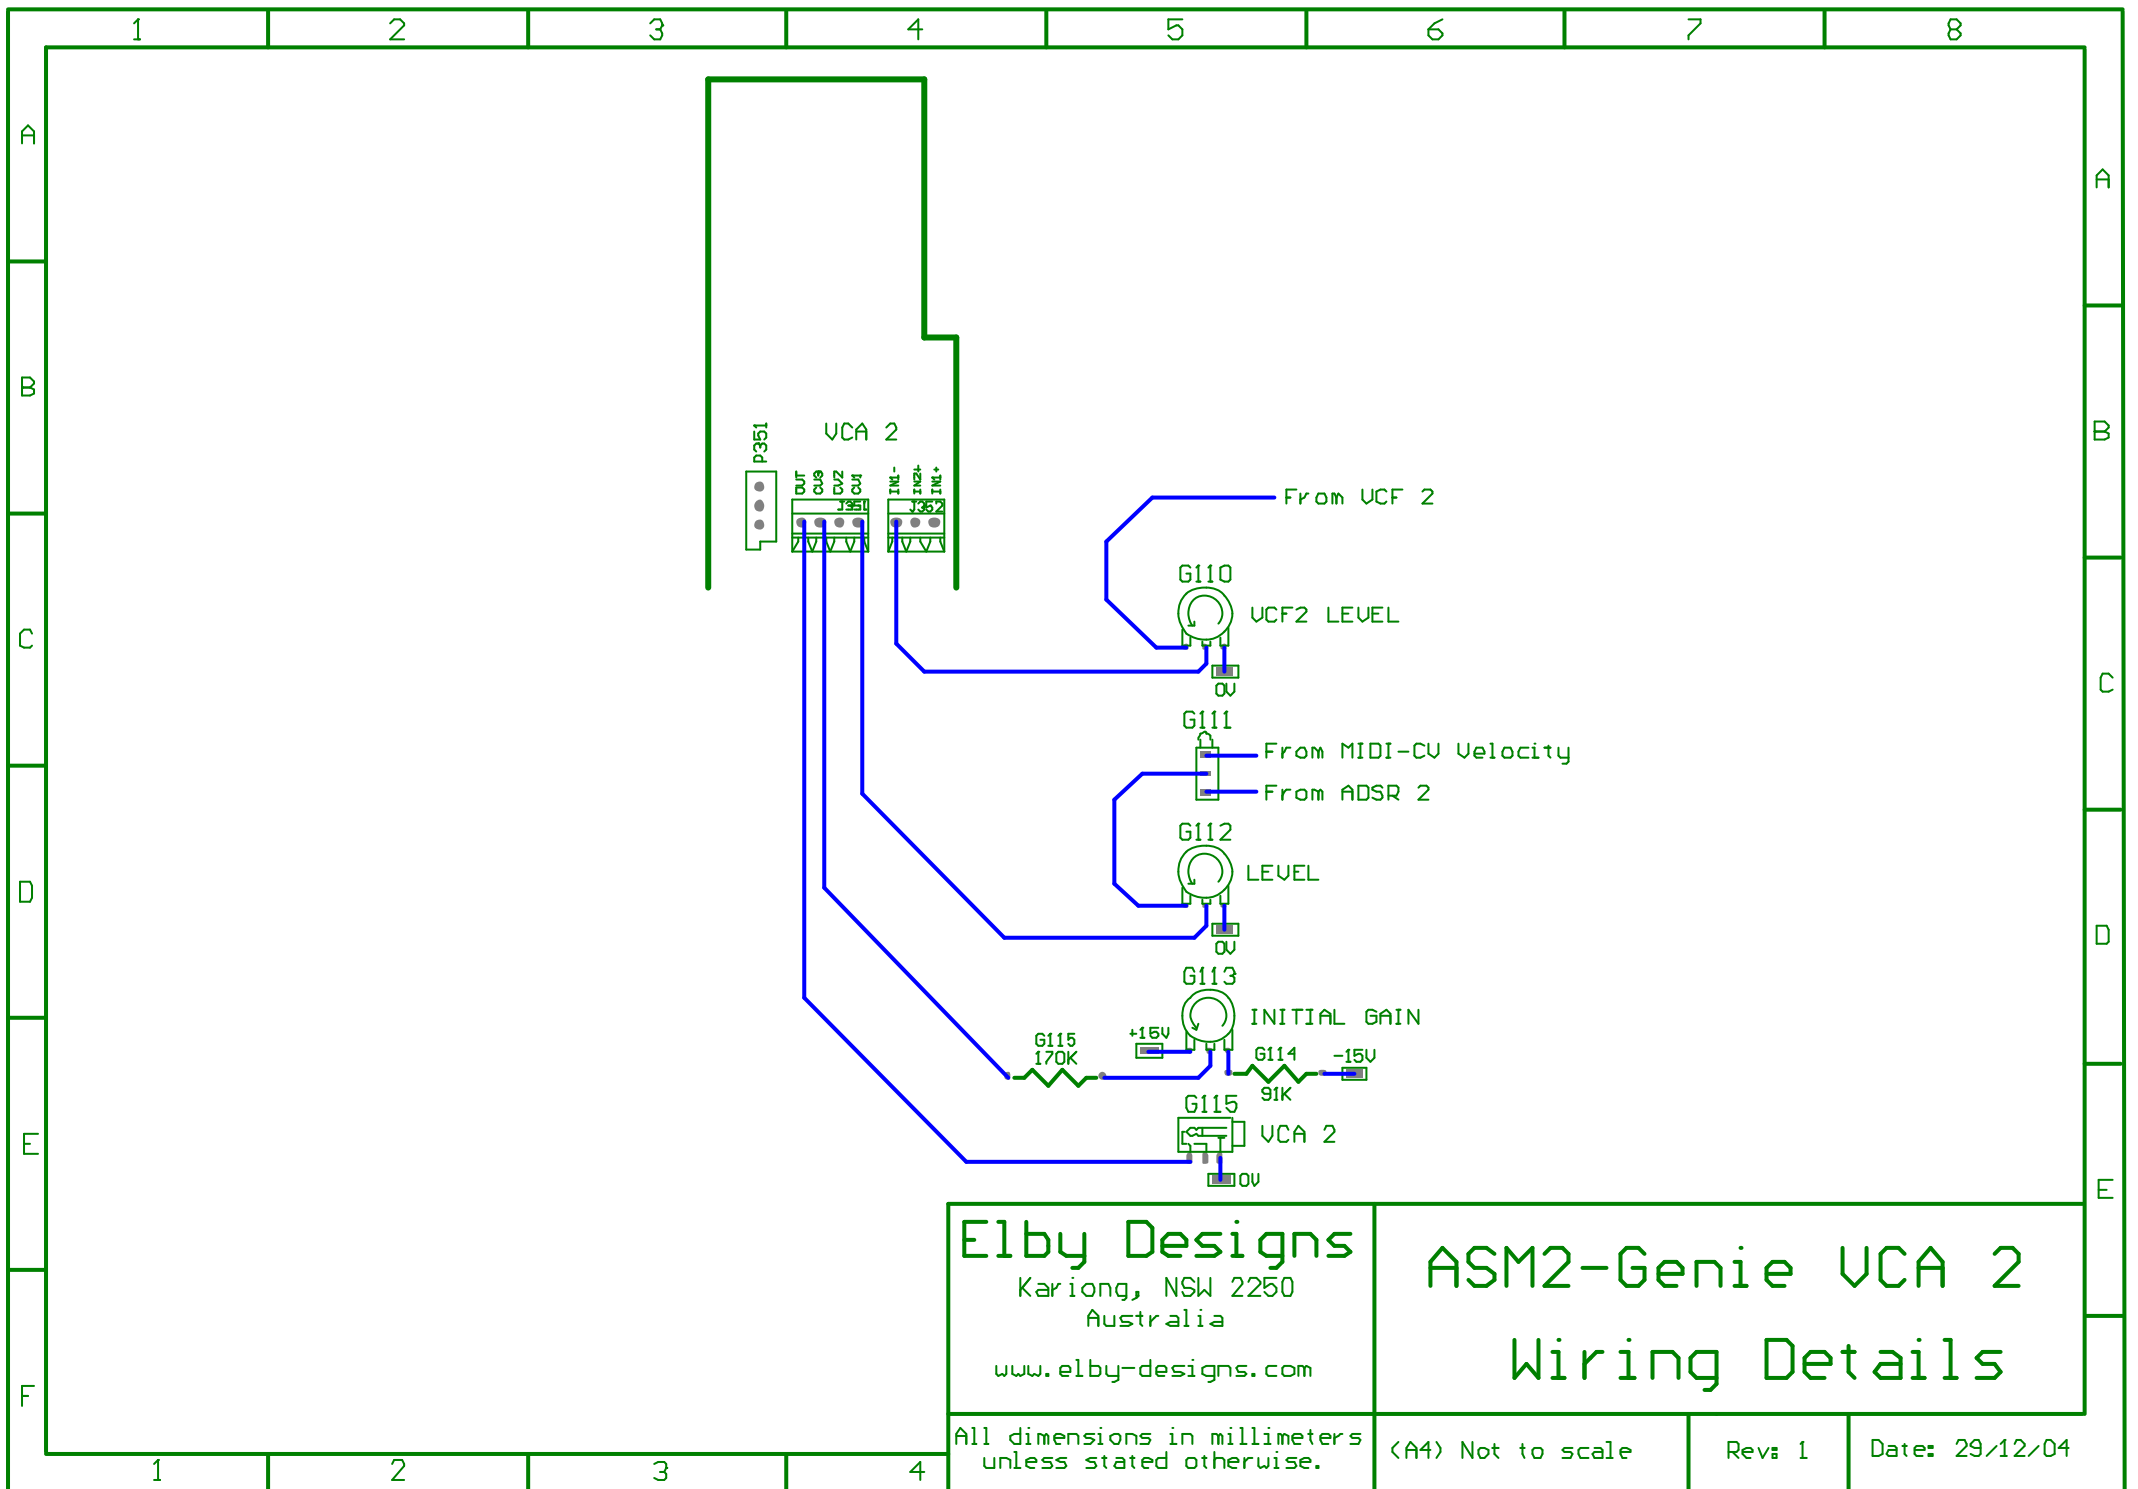 1 2 3 4 5 6 7 8
A
A
B
B
VCA 2
P351
OUT CV3 CV2 CV1 IN1- IN2+ IN1+
J351 J352
From VCF 2
G110
VCF2 LEVEL
C
C
0V
G111
From MIDI-CV Velocity
From ADSR 2
G112
LEVEL
D
D
0V
G113
INITIAL GAIN
G115
170K
+15V
G114
-15V
91K
G115
VCA 2
E
E
0V
Elby Designs
Kariong, NSW 2250
Australia
www.elby-designs.com
ASM2-Genie VCA 2
Wiring Details
F
All dimensions in millimeters
unless stated otherwise.
(A4) Not to scale
Rev: 1
Date: 29/12/04
1 2 3 4